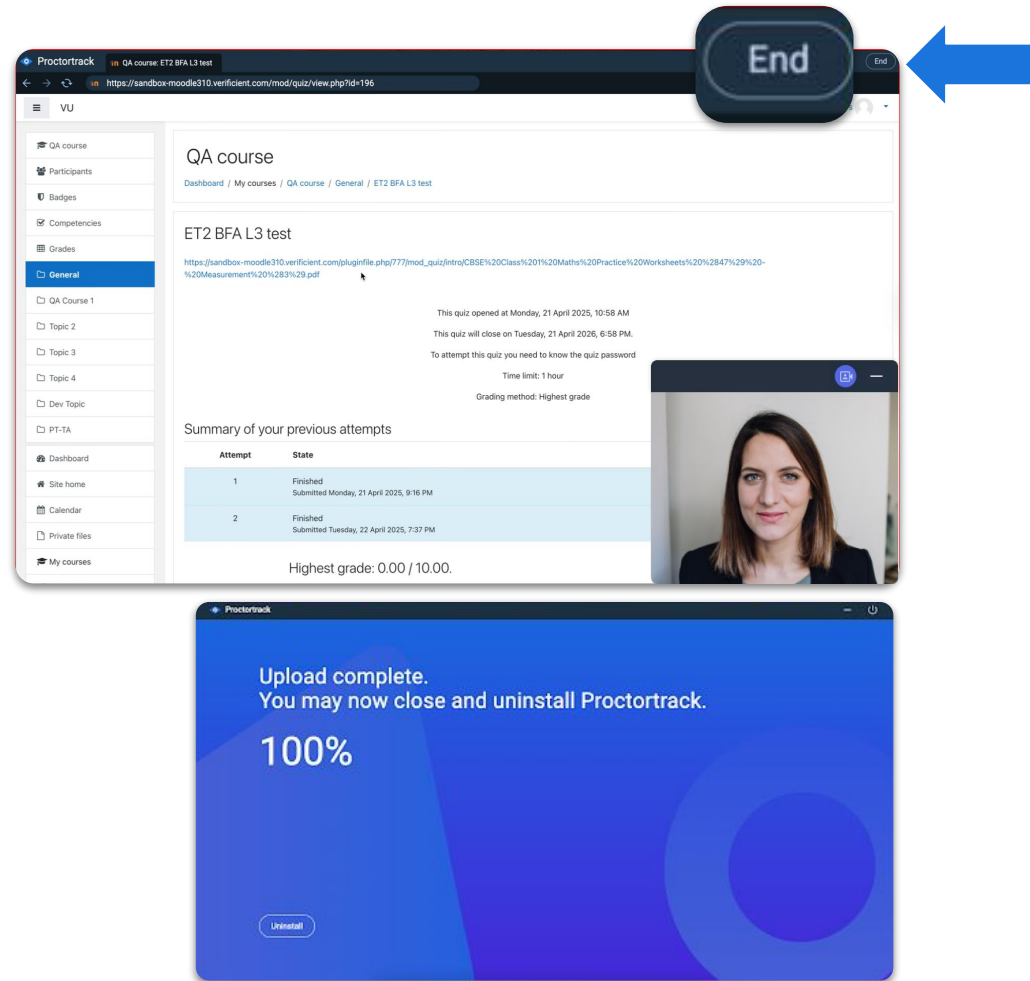 End
Proctortrack
QA course: ET2 BFA L3 test
End
https://sandbox-moodle310.verificient.com/mod/quiz/view.php?id=196
VU
QA course
Participants
Badges
Competencies
Grades
General
QA Course 1
Topic 2
Topic 3
Topic 4
Dev Topic
PT-TA
Dashboard
Site home
Calendar
Private files
My courses
QA course
Dashboard / My courses / QA course / General / ET2 BFA L3 test
ET2 BFA L3 test
https://sandbox-moodle310.verificient.com/pluginfile.php/777/mod_quiz/intro/CBSE%20Class%201%20Maths%20Practice%20Worksheets%20%2847%29%20-
%20Measurement%20%283%29.pdf
This quiz opened at Monday, 21 April 2025, 10:58 AM
This quiz will close on Tuesday, 21 April 2026, 6:58 PM.
To attempt this quiz you need to know the quiz password
Time limit: 1 hour
Grading method: Highest grade
Summary of your previous attempts
Attempt State
1 Finished
Submitted Monday, 21 April 2025, 9:16 PM
2 Finished
Submitted Tuesday, 22 April 2025, 7:37 PM
Highest grade: 0.00 / 10.00.
Proctortrack
Upload complete.
You may now close and uninstall Proctortrack.
100%
Uninstall